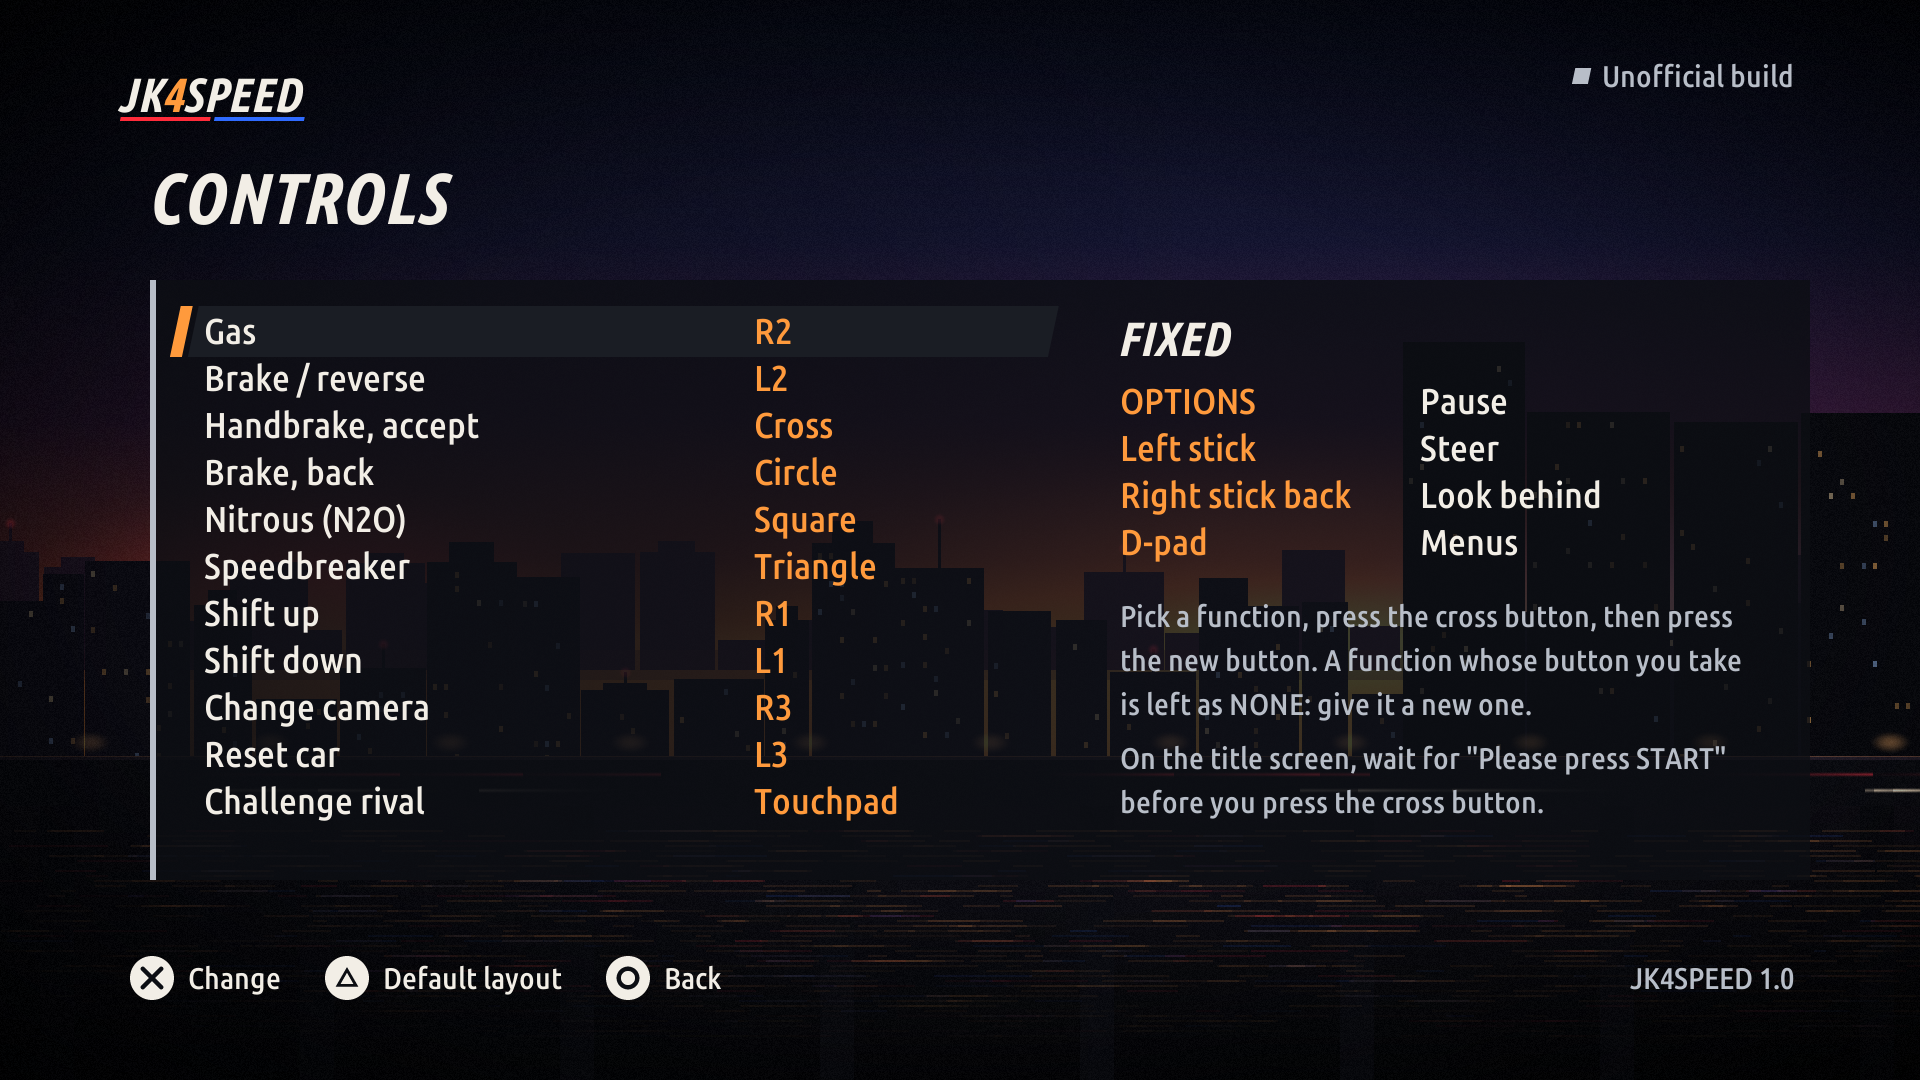 JK4SPEED
Unofficial build
CONTROLS
Gas R2
Brake / reverse L2
Handbrake, accept Cross
Brake, back Circle
Nitrous (N2O) Square
Speedbreaker Triangle
Shift up R1
Shift down L1
Change camera R3
Reset car L3
Challenge rival Touchpad
FIXED
OPTIONS Pause
Left stick Steer
Right stick back Look behind
D-pad Menus
Pick a function, press the cross button, then press
the new button. A function whose button you take
is left as NONE: give it a new one.
On the title screen, wait for "Please press START"
before you press the cross button.
Change Default layout Back
JK4SPEED 1.0